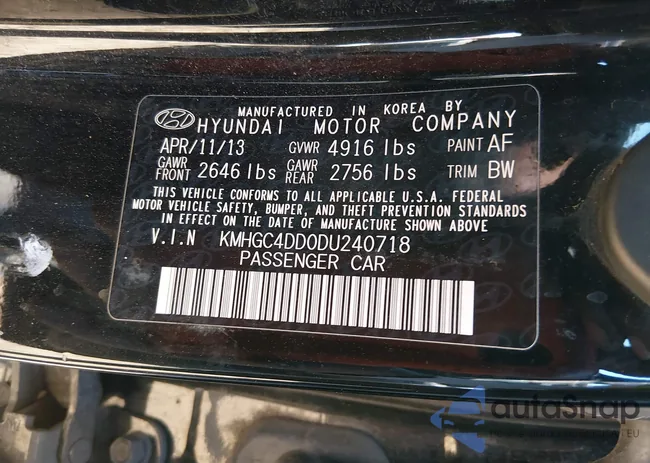 MANUFACTURED IN KOREA BY
HYUNDAI MOTOR COMPANY
APR/11/13 GVWR 4916 lbs PAINT AF
GAWR FRONT 2646 lbs GAWR REAR 2756 lbs TRIM BW
THIS VEHICLE CONFORMS TO ALL APPLICABLE U.S.A. FEDERAL
MOTOR VEHICLE SAFETY, BUMPER, AND THEFT PREVENTION STANDARDS
IN EFFECT ON THE DATE OF MANUFACTURE SHOWN ABOVE
V.I.N KMHGC4DD0DU240718
PASSENGER CAR
autoSnap
EU